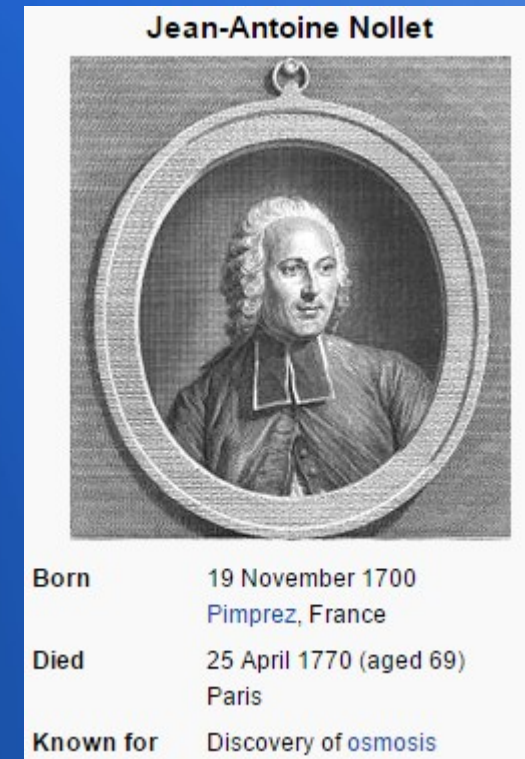 Jean-Antoine Nollet
Born 19 November 1700
Pimprez, France
Died 25 April 1770 (aged 69)
Paris
Known for Discovery of osmosis